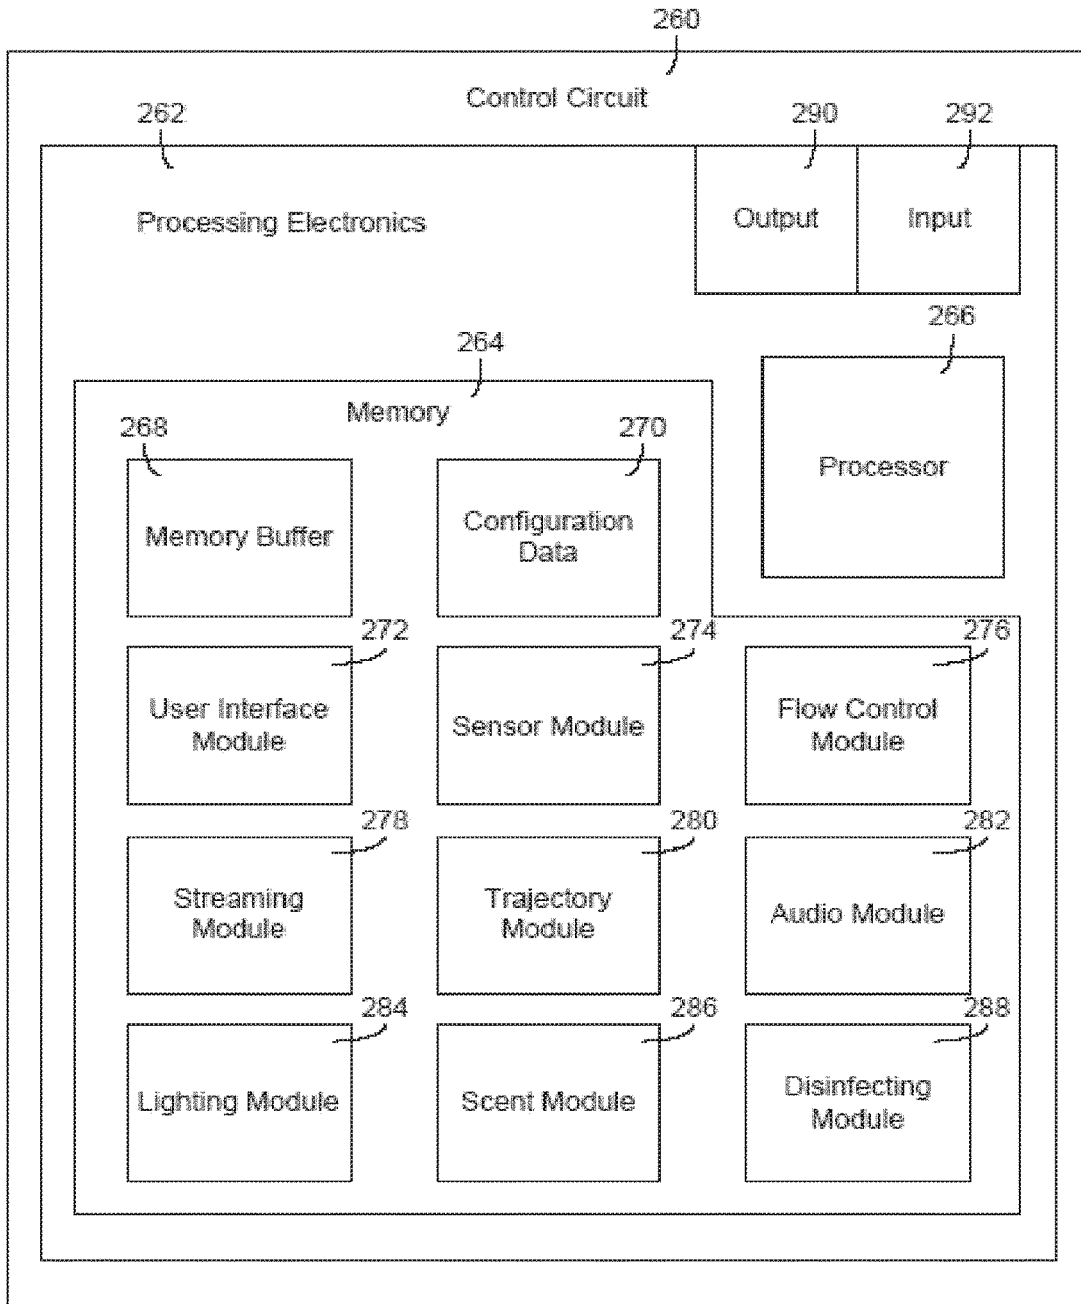 260
Control Circuit
262
290
292
Processing Electronics
Output
Input
266
264
Memory
Processor
268
270
Memory Buffer
Configuration
Data
272
274
276
User Interface
Module
Sensor Module
Flow Control
Module
278
280
282
Streaming
Module
Trajectory
Module
Audio Module
284
286
288
Lighting Module
Scent Module
Disinfecting
Module